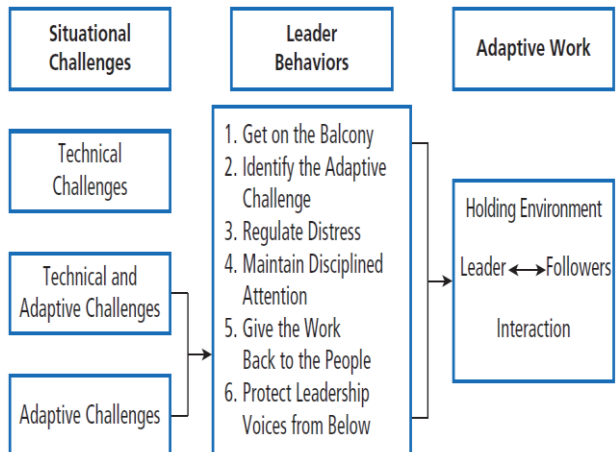 Situational
Challenges
Leader
Behaviors
Adaptive Work
Technical
Challenges
Technical and
Adaptive Challenges
Adaptive Challenges
1. Get on the Balcony
2. Identify the Adaptive
Challenge
3. Regulate Distress
4. Maintain Disciplined
Attention
5. Give the Work
Back to the People
6. Protect Leadership
Voices from Below
Holding Environment
Leader Followers
Interaction